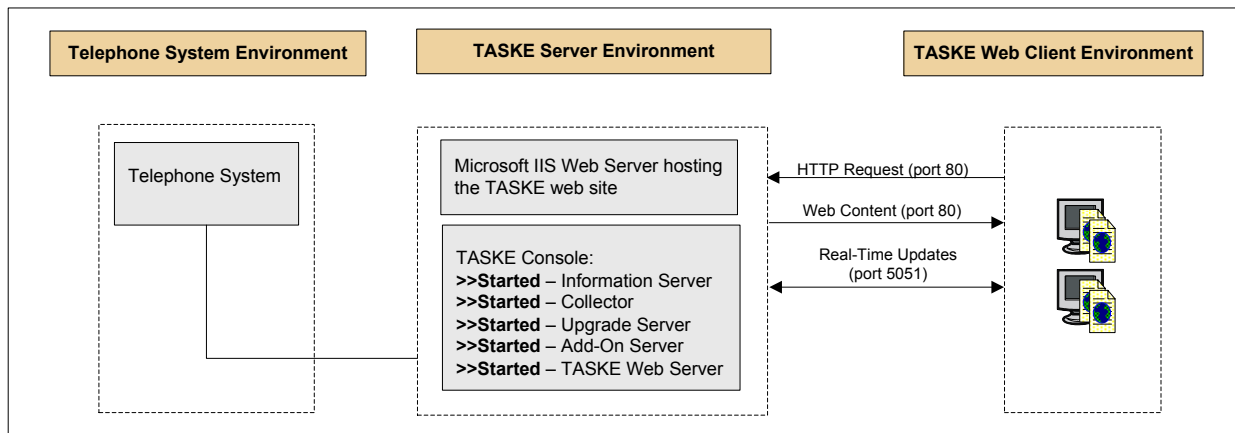 Telephone System Environment
TASKE Server Environment
TASKE Web Client Environment
Telephone System
Microsoft IIS Web Server hosting
the TASKE web site
TASKE Console:
>>Started – Information Server
>>Started – Collector
>>Started – Upgrade Server
>>Started – Add-On Server
>>Started – TASKE Web Server
HTTP Request (port 80)
Web Content (port 80)
Real-Time Updates
(port 5051)